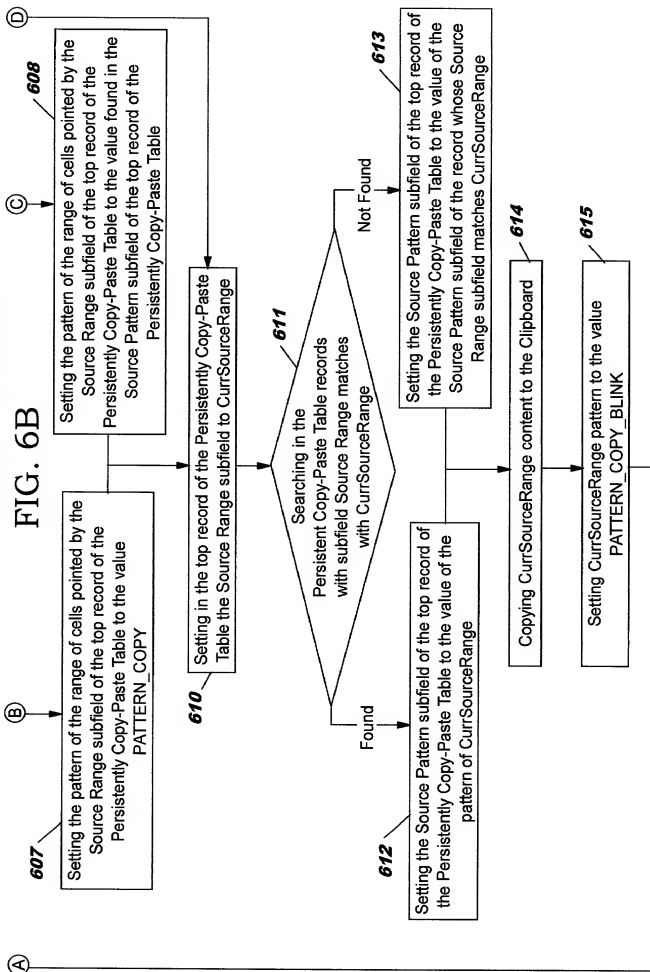 FIG. 6B
A
B
C
D
607
Setting the pattern of the range of cells pointed by the
Source Range subfield of the top record of the
Persistently Copy-Paste Table to the value
PATTERN_COPY
608
Setting the pattern of the range of cells pointed by the
Source Range subfield of the top record of the
Persistently Copy-Paste Table to the value found in the
Source Pattern subfield of the top record of the
Persistently Copy-Paste Table
610
Setting in the top record of the Persistently Copy-Paste
Table the Source Range subfield to CurrSourceRange
611
Searching in the
Persistent Copy-Paste Table records
with subfield Source Range matches
with CurrSourceRange
Found
Not Found
612
Setting the Source Pattern subfield of the top record of
the Persistently Copy-Paste Table to the value of the
pattern of CurrSourceRange
613
Setting the Source Pattern subfield of the top record of
the Persistently Copy-Paste Table to the value of the
Source Pattern subfield of the record whose Source
Range subfield matches CurrSourceRange
614
Copying CurrSourceRange content to the Clipboard
615
Setting CurrSourceRange pattern to the value
PATTERN_COPY_BLINK